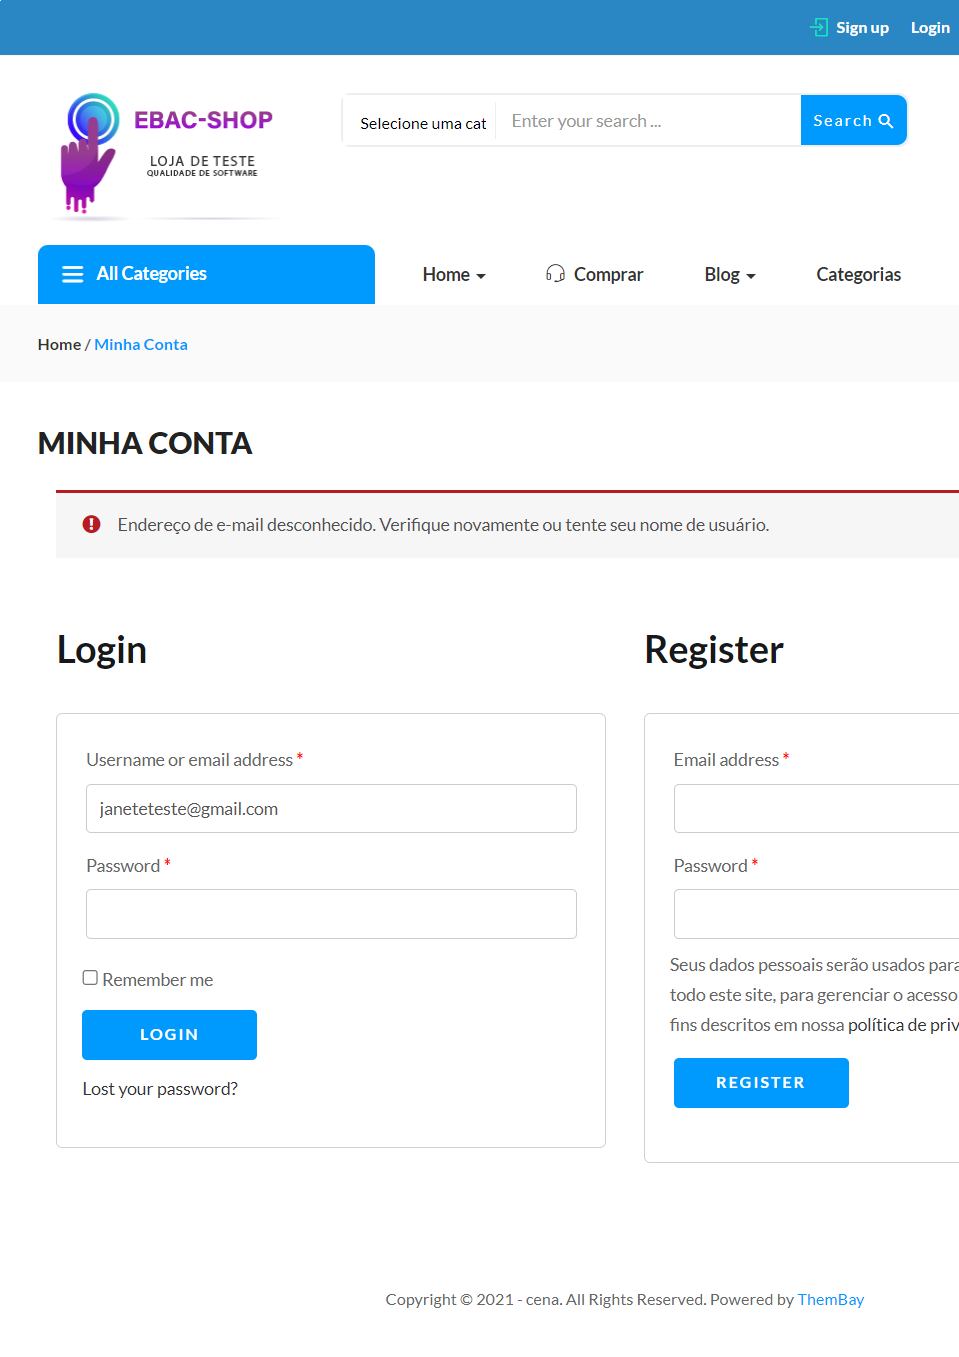 Sign up Login
EBAC-SHOP
LOJA DE TESTE
QUALIDADE DE SOFTWARE
Selecione uma cat Enter your search ... Search
All Categories Home Comprar Blog Categorias
Home / Minha Conta
MINHA CONTA
Endereço de e-mail desconhecido. Verifique novamente ou tente seu nome de usuário.
Login
Username or email address *
janeteteste@gmail.com
Password *
Remember me
LOGIN
Lost your password?
Register
Email address *
Password *
Seus dados pessoais serão usados para
todo este site, para gerenciar o acesso
fins descritos em nossa política de priv
REGISTER
Copyright © 2021 - cena. All Rights Reserved. Powered by ThemBay